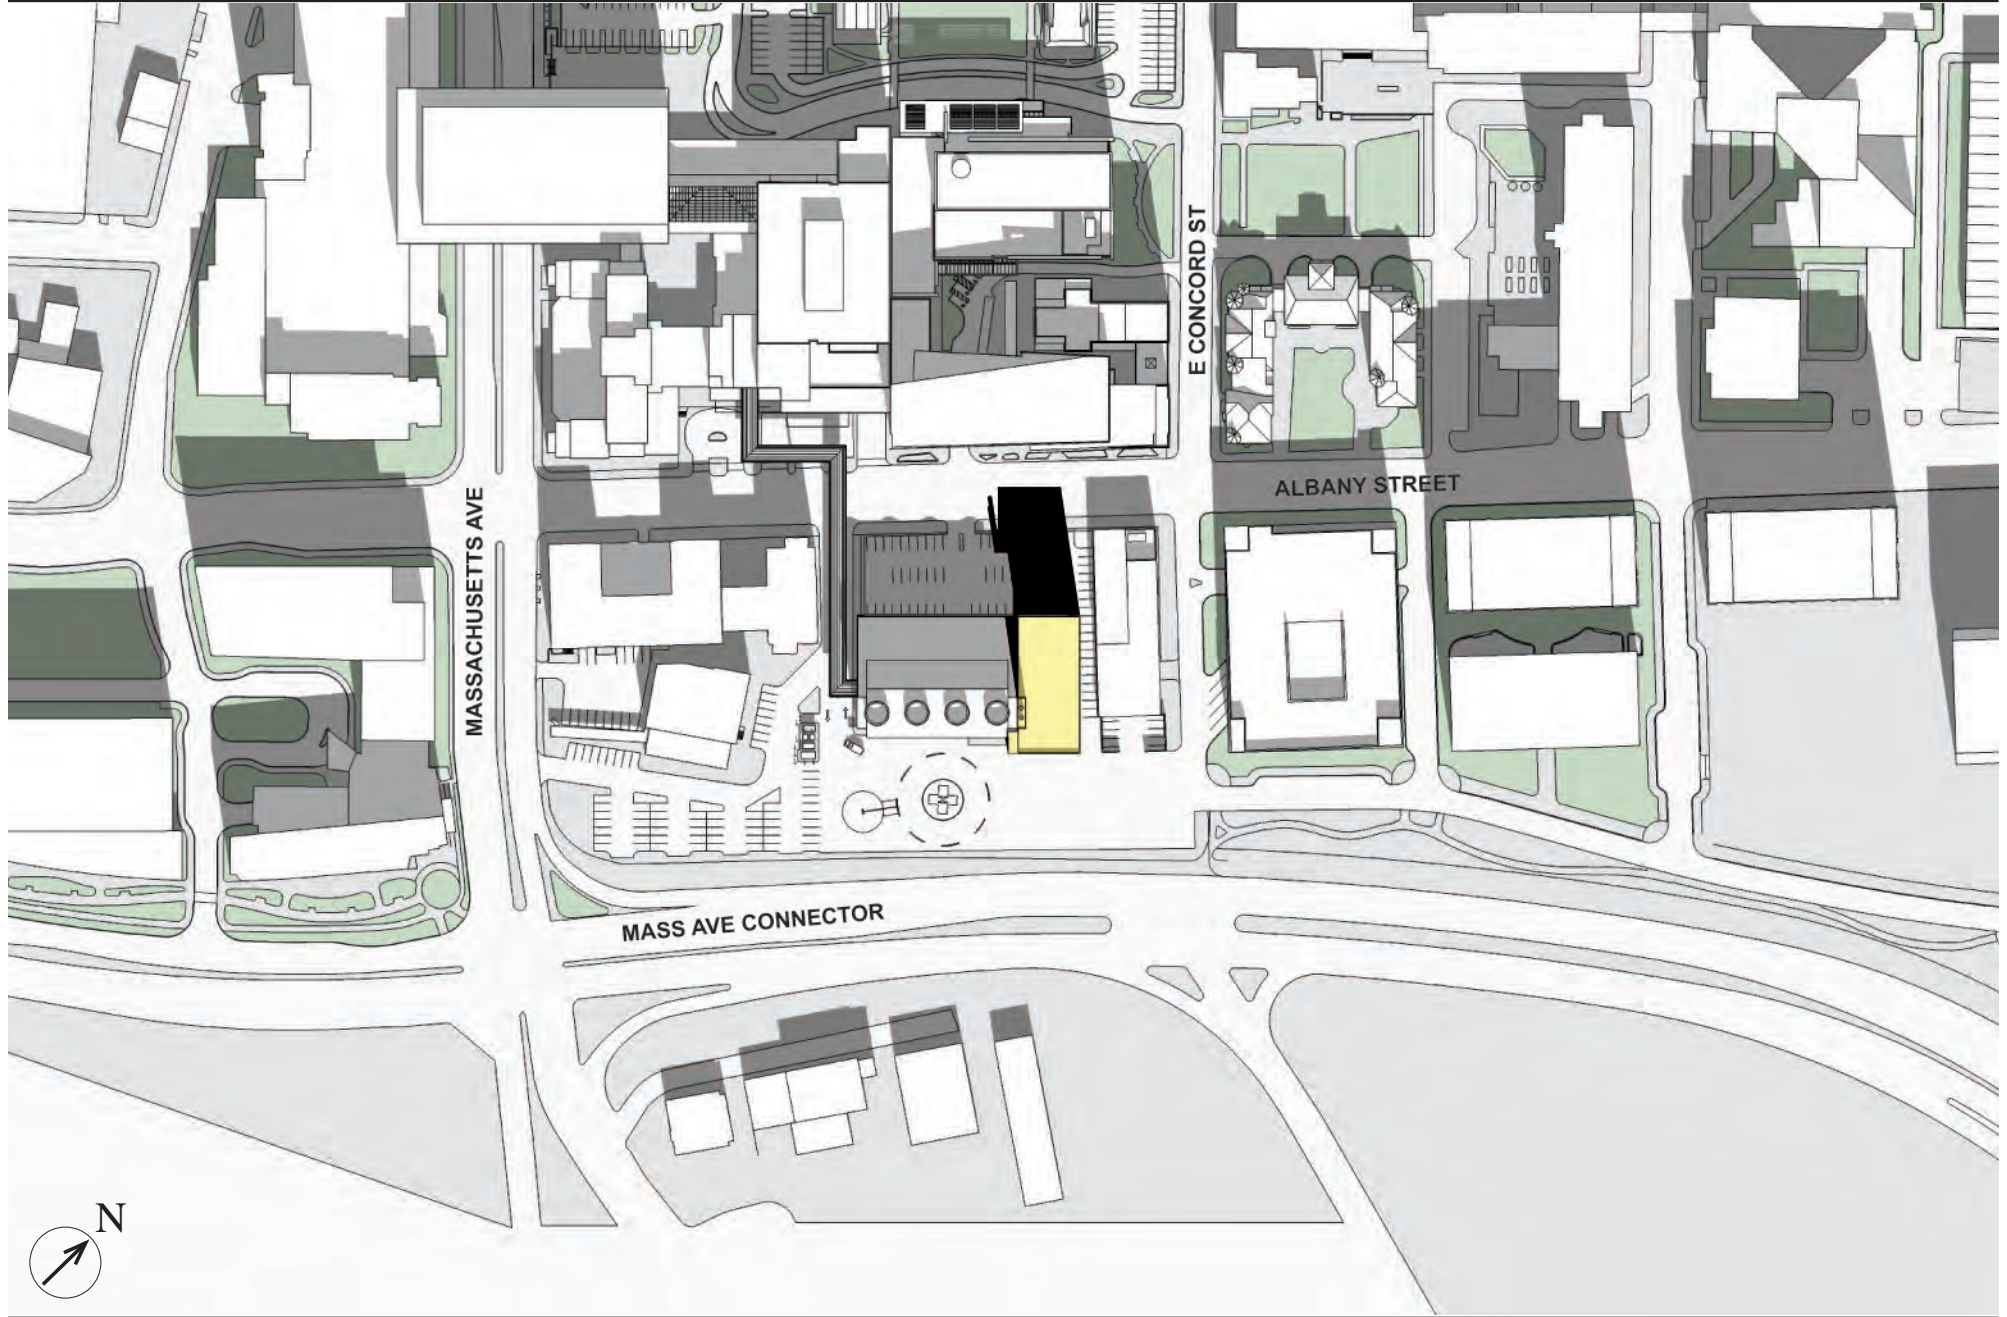 E CONCORD ST
ALBANY STREET
MASSACHUSETTS AVE
MASS AVE CONNECTOR
N